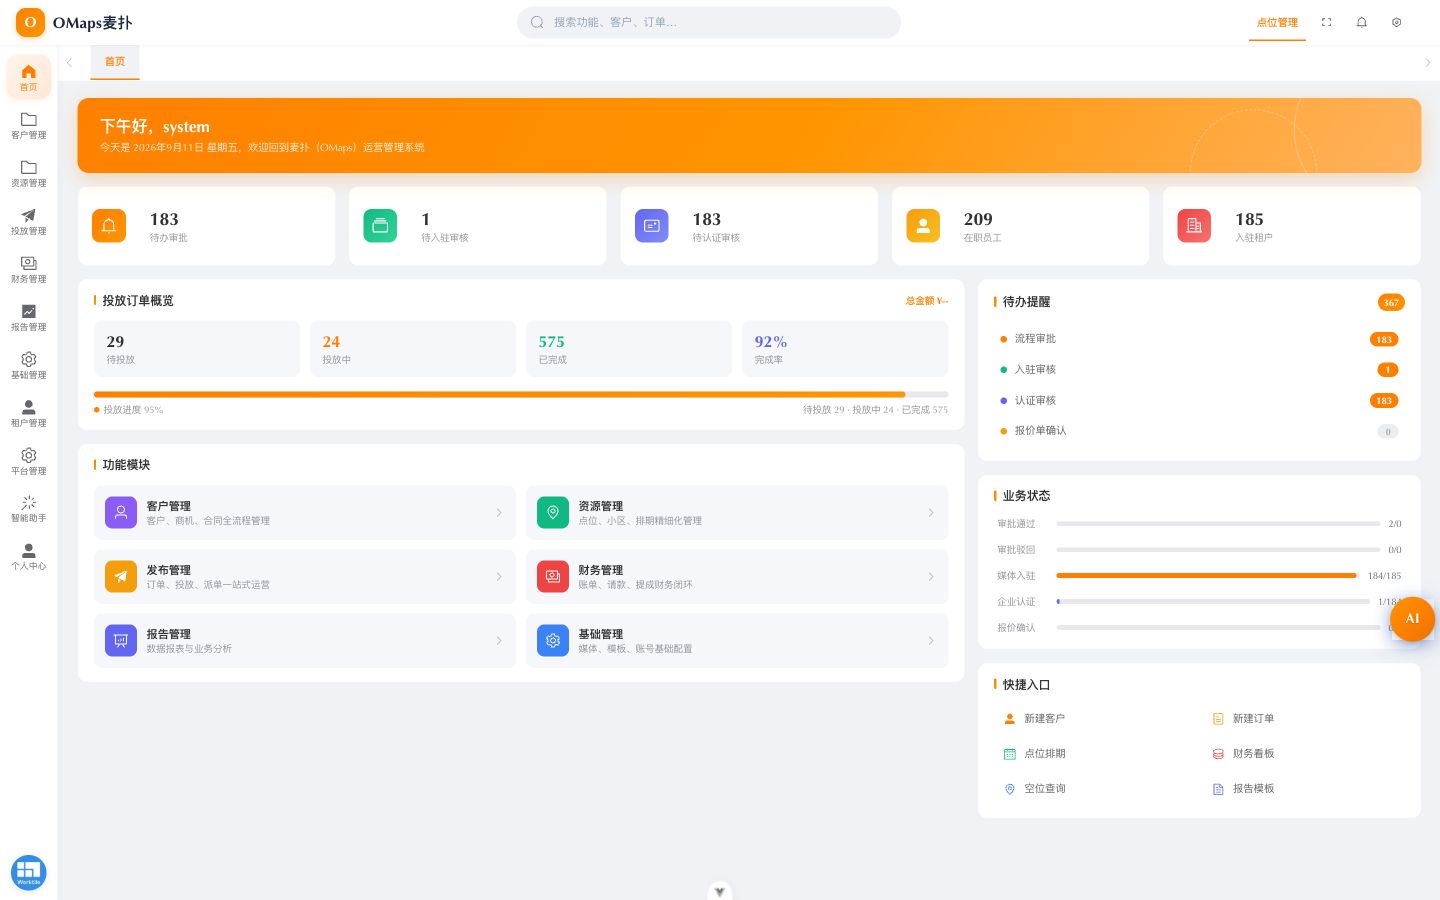 O OMaps麦扑
搜索功能、客户、订单...
点位管理
首页
首页
客户管理
资源管理
投放管理
财务管理
报告管理
基础管理
租户管理
平台管理
智能助手
个人中心
Worktile
下午好，system
今天是 2026年9月11日 星期五，欢迎回到麦扑（OMaps）运营管理系统
183
待办审批
1
待入驻审核
183
待认证审核
209
在职员工
185
入驻租户
投放订单概览
总金额 ¥--
29
待投放
24
投放中
575
已完成
92%
完成率
投放进度 95%
待投放 29 · 投放中 24 · 已完成 575
功能模块
客户管理
客户、商机、合同全流程管理
资源管理
点位、小区、排期精细化管理
发布管理
订单、投放、派单一站式运营
财务管理
账单、请款、提成财务闭环
报告管理
数据报表与业务分析
基础管理
媒体、模板、账号基础配置
待办提醒
367
流程审批
183
入驻审核
1
认证审核
183
报价单确认
0
业务状态
审批通过
2/0
审批驳回
0/0
媒体入驻
184/185
企业认证
报价确认
AI
快捷入口
新建客户
新建订单
点位排期
财务看板
空位查询
报告模板